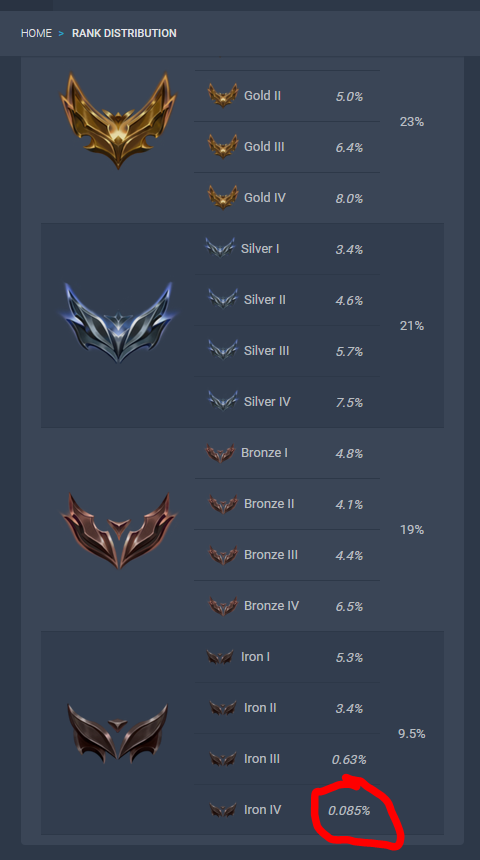 HOME > RANK DISTRIBUTION
Gold II 5.0%
23%
Gold III 6.4%
Gold IV 8.0%
Silver I 3.4%
Silver II 4.6%
21%
Silver III 5.7%
Silver IV 7.5%
Bronze I 4.8%
Bronze II 4.1%
19%
Bronze III 4.4%
Bronze IV 6.5%
Iron I 5.3%
Iron II 3.4%
9.5%
Iron III 0.63%
Iron IV 0.085%